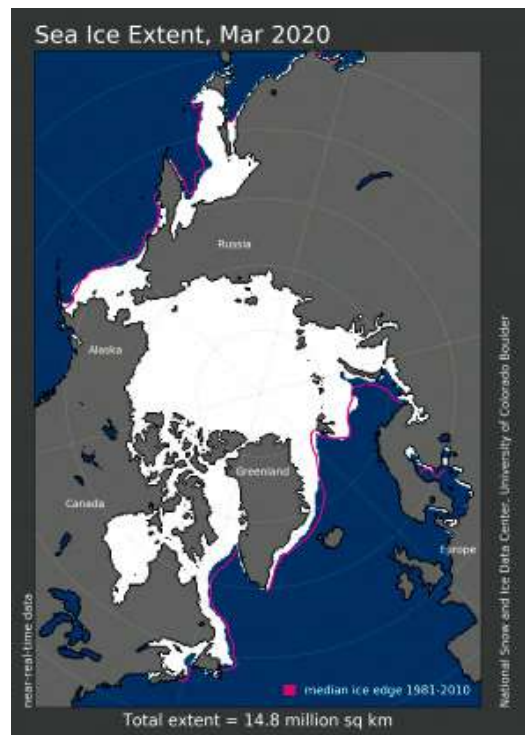 Sea Ice Extent, Mar 2020
Russia
Alaska
Greenland
Canada
Europe
near-real-time data
National Snow and Ice Data Center, University of Colorado Boulder
median ice edge 1981-2010
Total extent = 14.8 million sq km